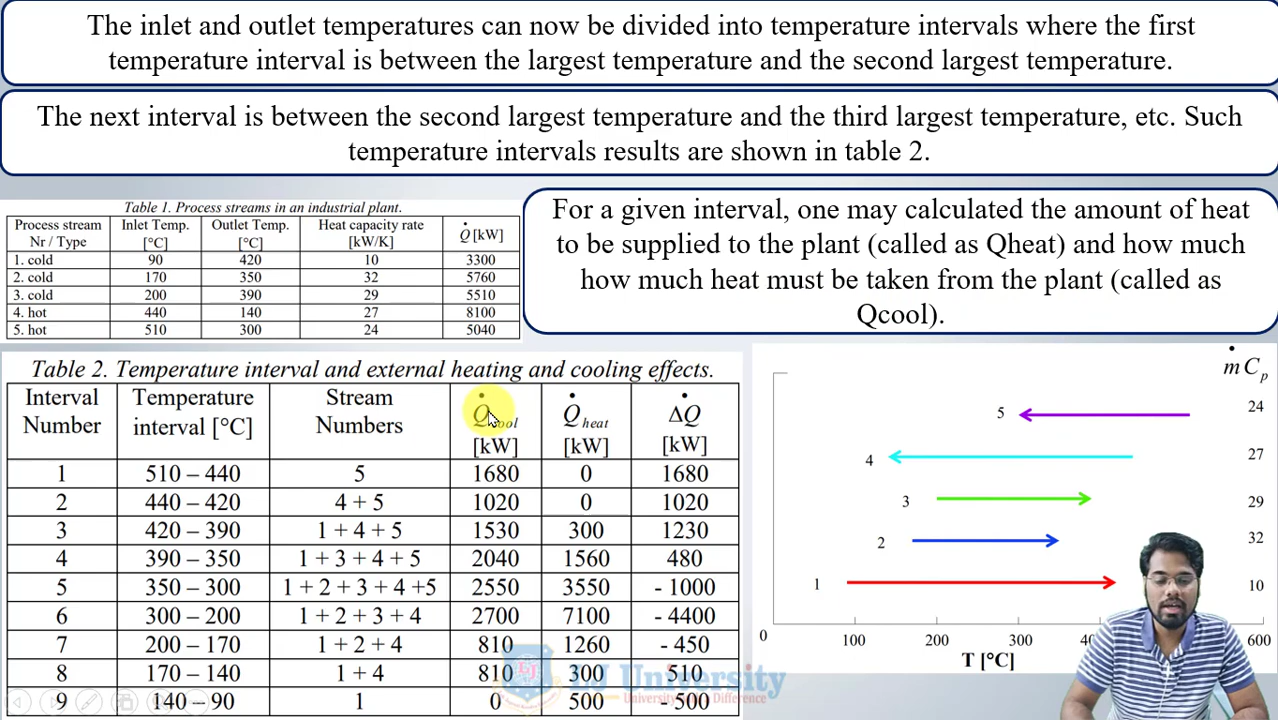 The inlet and outlet temperatures can now be divided into temperature intervals where the first
temperature interval is between the largest temperature and the second largest temperature.
The next interval is between the second largest temperature and the third largest temperature, etc. Such
temperature intervals results are shown in table 2.
Table 1. Process streams in an industrial plant.
Process stream Inlet Temp. Outlet Temp. Heat capacity rate Q̇ [kW]
Nr / Type [°C] [°C] [kW/K]
1. cold 90 420 10 3300
2. cold 170 350 32 5760
3. cold 200 390 29 5510
4. hot 440 140 27 8100
5. hot 510 300 24 5040
For a given interval, one may calculated the amount of heat
to be supplied to the plant (called as Qheat) and how much
how much heat must be taken from the plant (called as
Qcool).
Table 2. Temperature interval and external heating and cooling effects.
Interval Temperature Stream Q̇ ool Q̇ heat ΔQ̇
Number interval [°C] Numbers [kW] [kW] [kW]
1 510 – 440 5 1680 0 1680
2 440 – 420 4 + 5 1020 0 1020
3 420 – 390 1 + 4 + 5 1530 300 1230
4 390 – 350 1 + 3 + 4 + 5 2040 1560 480
5 350 – 300 1 + 2 + 3 + 4 +5 2550 3550 - 1000
6 300 – 200 1 + 2 + 3 + 4 2700 7100 - 4400
7 200 – 170 1 + 2 + 4 810 1260 - 450
8 170 – 140 1 + 4 810 300 510
9 140 – 90 1 0 500 - 500
ṁ Cp
5 24
4 27
3 29
2 32
1 10
0 100 200 300 600
T [°C]
LJ University